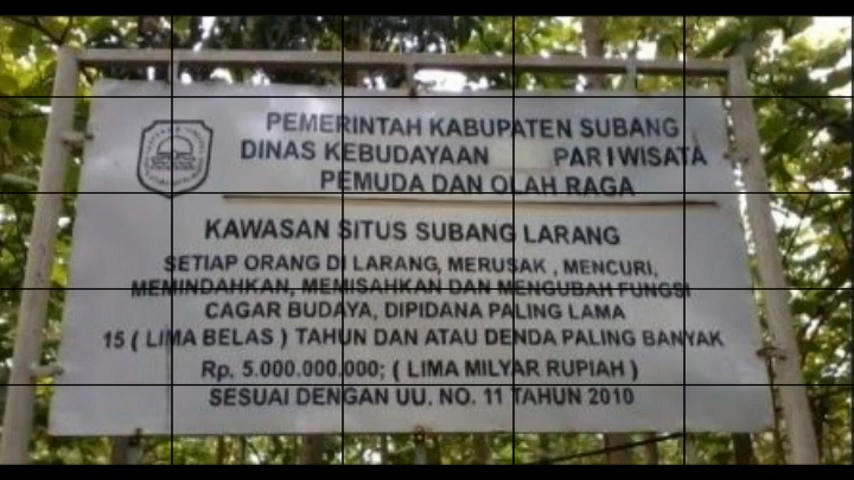 PEMERINTAH KABUPATEN SUBANG
DINAS KEBUDAYAAN PARIWISATA
PEMUDA DAN OLAH RAGA
KAWASAN SITUS SUBANG LARANG
SETIAP ORANG DI LARANG, MERUSAK , MENCURI,
MEMINDAHKAN, MEMISAHKAN DAN MENGUBAH FUNGSI
CAGAR BUDAYA, DIPIDANA PALING LAMA
15 ( LIMA BELAS ) TAHUN DAN ATAU DENDA PALING BANYAK
Rp. 5.000.000.000; ( LIMA MILYAR RUPIAH )
SESUAI DENGAN UU. NO. 11 TAHUN 2010